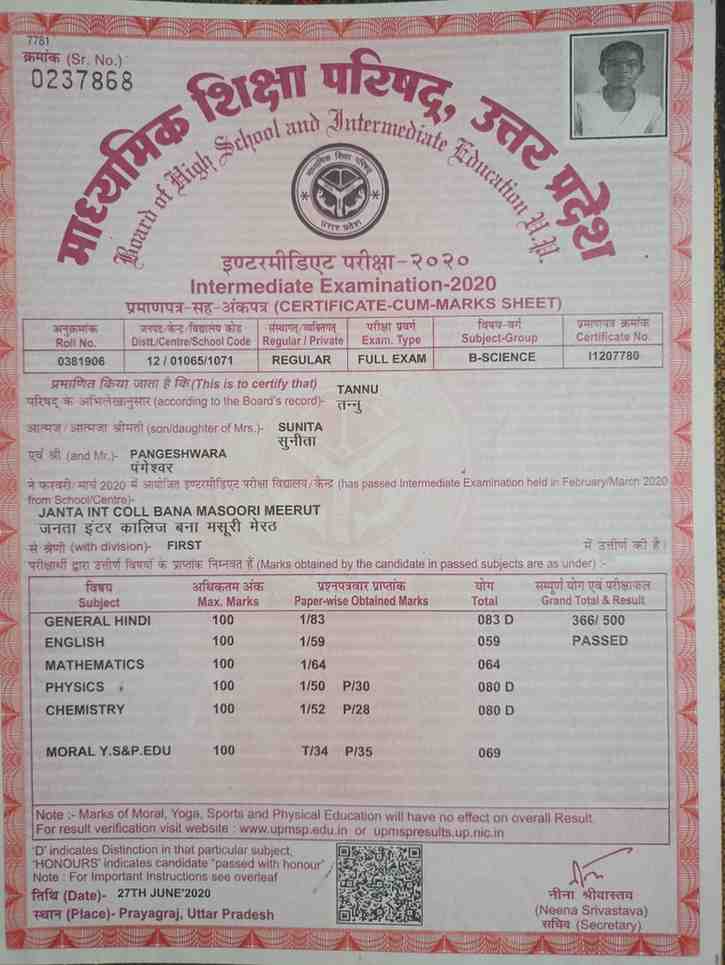 7781
क्रमांक (Sr. No.)
0237868
माध्यमिक शिक्षा परिषद्, उत्तर प्रदेश
Board of High School and Intermediate Education U.P.
माध्यमिक शिक्षा परिषद्
उत्तर प्रदेश
इण्टरमीडिएट परीक्षा-२०२०
Intermediate Examination-2020
प्रमाणपत्र-सह-अंकपत्र (CERTIFICATE-CUM-MARKS SHEET)
अनुक्रमांक जनपद/केन्द्र/विद्यालय कोड संस्थागत/व्यक्तिगत परीक्षा प्रवर्ग विषय-वर्ग प्रमाणपत्र क्रमांक
Roll No. Distt./Centre/School Code Regular / Private Exam. Type Subject-Group Certificate No.
0381906 12 / 01065/1071 REGULAR FULL EXAM B-SCIENCE I1207780
प्रमाणित किया जाता है कि (This is to certify that) TANNU
परिषद् के अभिलेखानुसार (according to the Board's record)- तन्नु
आत्मज/आत्मजा श्रीमती (son/daughter of Mrs.)- SUNITA
सुनीता
एवं श्री (and Mr.)- PANGESHWARA
पंगेश्वर
ने फरवरी/मार्च 2020 में आयोजित इण्टरमीडिएट परीक्षा विद्यालय/केन्द्र (has passed Intermediate Examination held in February/March 2020
from School/Centre)-
JANTA INT COLL BANA MASOORI MEERUT
जनता इंटर कालिज बना मसूरी मेरठ
से श्रेणी (with division)- FIRST में उत्तीर्ण की है।
परीक्षार्थी द्वारा उत्तीर्ण विषयों के प्राप्तांक निम्नवत् हैं (Marks obtained by the candidate in passed subjects are as under) :-
विषय अधिकतम अंक प्रश्नपत्रवार प्राप्तांक योग सम्पूर्ण योग एवं परीक्षाफल
Subject Max. Marks Paper-wise Obtained Marks Total Grand Total & Result
GENERAL HINDI 100 1/83 083 D 366/ 500
ENGLISH 100 1/59 059 PASSED
MATHEMATICS 100 1/64 064
PHYSICS 100 1/50 P/30 080 D
CHEMISTRY 100 1/52 P/28 080 D
MORAL Y.S&P.EDU 100 T/34 P/35 069
Note :- Marks of Moral, Yoga, Sports and Physical Education will have no effect on overall Result.
For result verification visit website : www.upmsp.edu.in or upmspresults.up.nic.in
'D' indicates Distinction in that particular subject,
'HONOURS' indicates candidate "passed with honour"
Note : For Important Instructions see overleaf
तिथि (Date)- 27TH JUNE'2020
स्थान (Place)- Prayagraj, Uttar Pradesh
नीना श्रीवास्तव
(Neena Srivastava)
सचिव (Secretary)